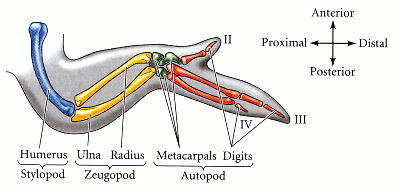 II
Anterior
Proximal Distal
Posterior
IV III
Humerus Ulna Radius Metacarpals Digits
Stylopod Zeugopod Autopod